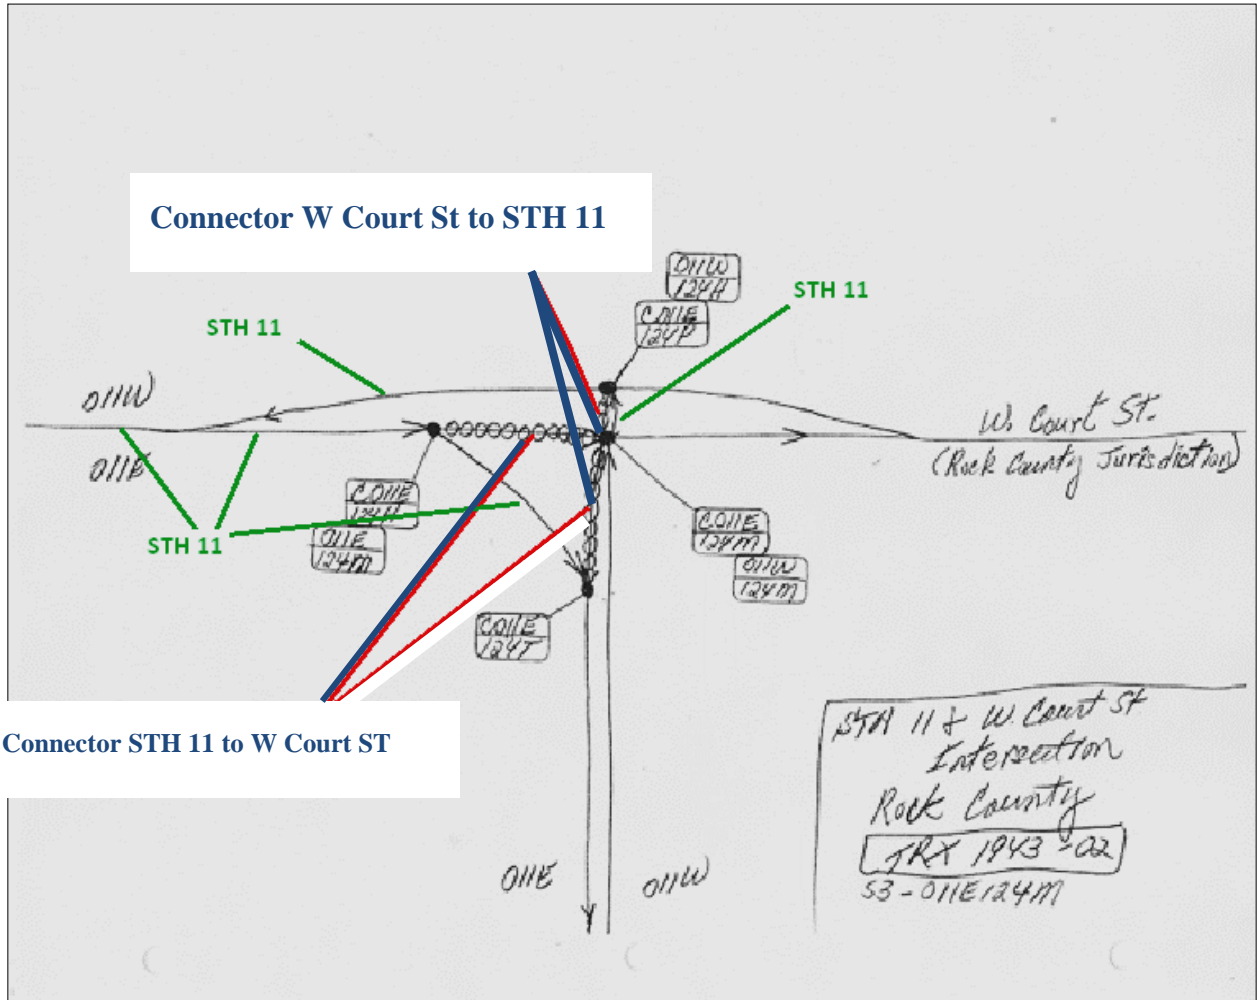 Connector W Court St to STH 11
011W
124H
C011E
124P
STH 11
STH 11
011W
W. Court St.
(Rock County Jurisdiction)
011E
C011E
124H
STH 11
011E
124M
C011E
124M
011W
124M
C011E
124T
Connector STH 11 to W Court ST
STH 11 & W. Court St
Intersection
Rock County
TRX 1943-02
S3-011E124M
011E
011W